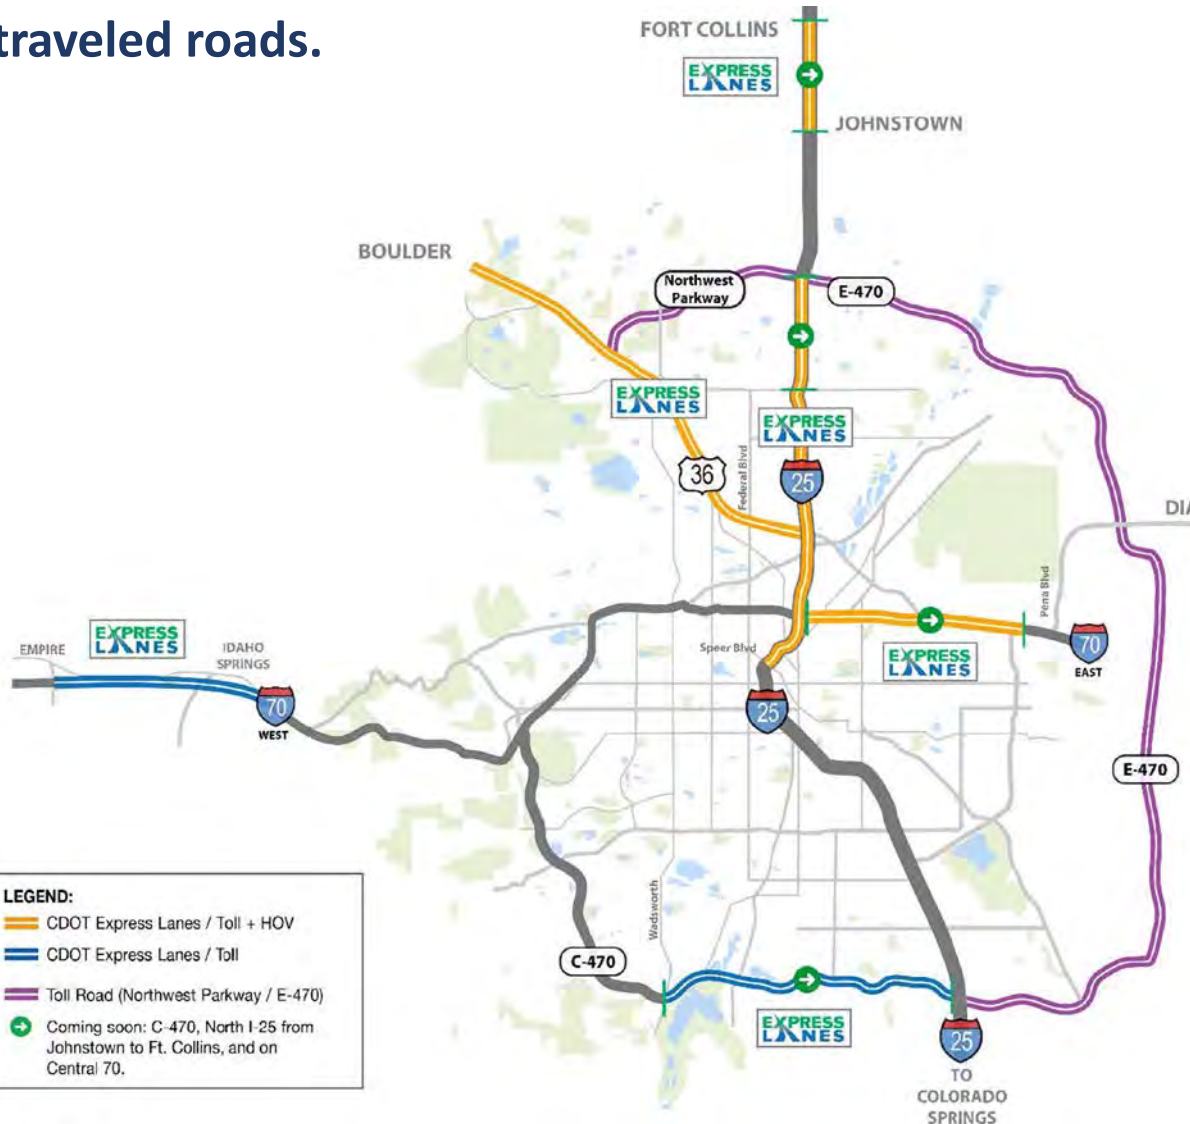 traveled roads.
FORT COLLINS
EXPRESS
LANES
JOHNSTOWN
BOULDER
Northwest
Parkway
E-470
EXPRESS
LANES
EXPRESS
LANES
36
Federal Blvd
25
DIA
Pena Blvd
EMPIRE
EXPRESS
LANES
IDAHO
SPRINGS
70
WEST
Speer Blvd
EXPRESS
LANES
70
EAST
25
E-470
LEGEND:
CDOT Express Lanes / Toll + HOV
CDOT Express Lanes / Toll
Toll Road (Northwest Parkway / E-470)
Coming soon: C-470, North I-25 from
Johnstown to Ft. Collins, and on
Central 70.
Wadsworth
C-470
EXPRESS
LANES
25
TO
COLORADO
SPRINGS